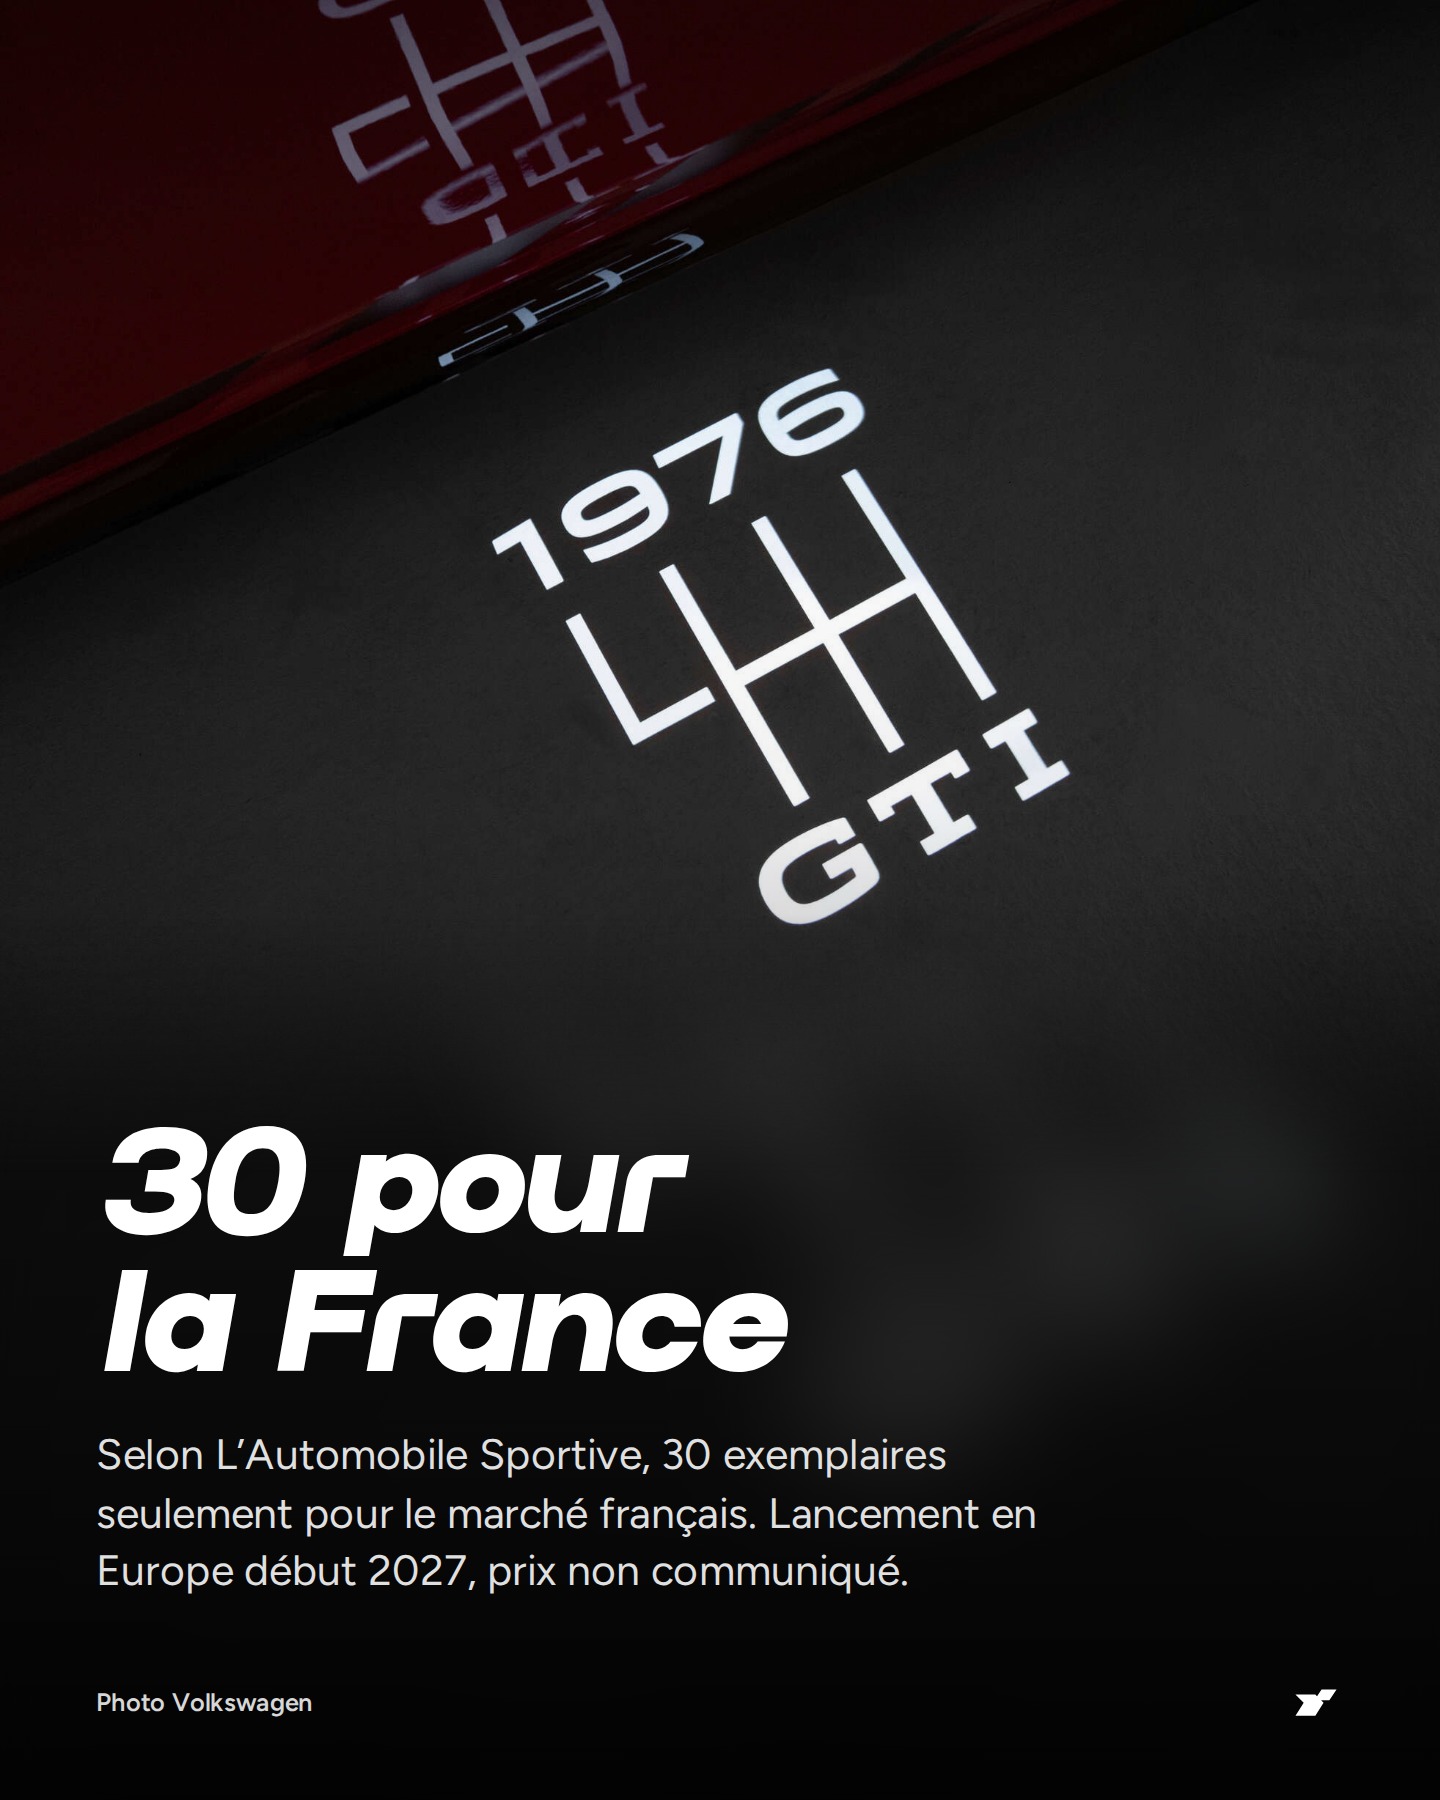 1976
GTI
30 pour
la France
Selon L’Automobile Sportive, 30 exemplaires
seulement pour le marché français. Lancement en
Europe début 2027, prix non communiqué.
Photo Volkswagen